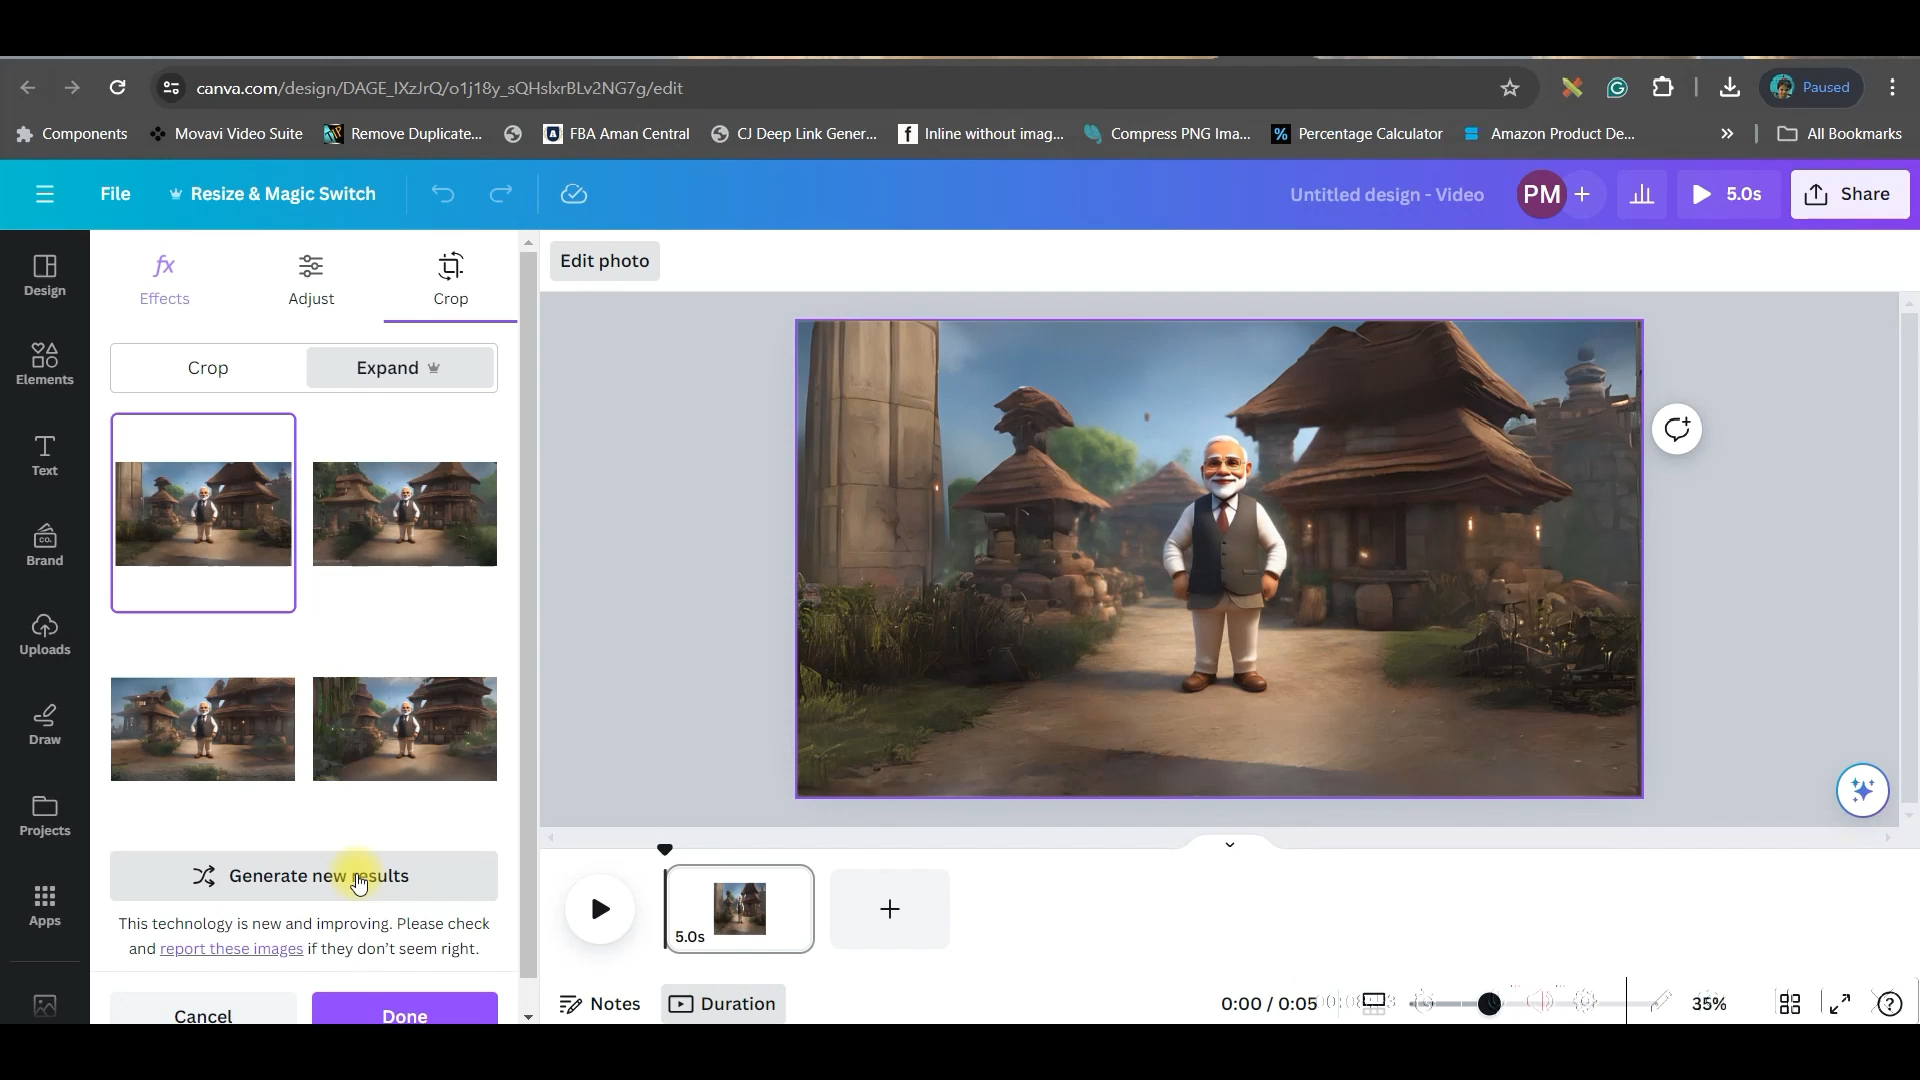 canva.com/design/DAGE_IXzJrQ/o1j18y_sQHslxrBLv2NG7g/edit
Paused
Components
Movavi Video Suite
Remove Duplicate...
FBA Aman Central
CJ Deep Link Gener...
Inline without imag...
Compress PNG Ima...
Percentage Calculator
Amazon Product De...
All Bookmarks
File
Resize & Magic Switch
Untitled design - Video
PM
5.0s
Share
Design
Elements
Text
Brand
Uploads
Draw
Projects
Apps
Effects
Adjust
Crop
Crop
Expand
Generate new results
This technology is new and improving. Please check
and report these images if they don't seem right.
Cancel
Done
Edit photo
5.0s
Notes
Duration
0:00 / 0:05
35%